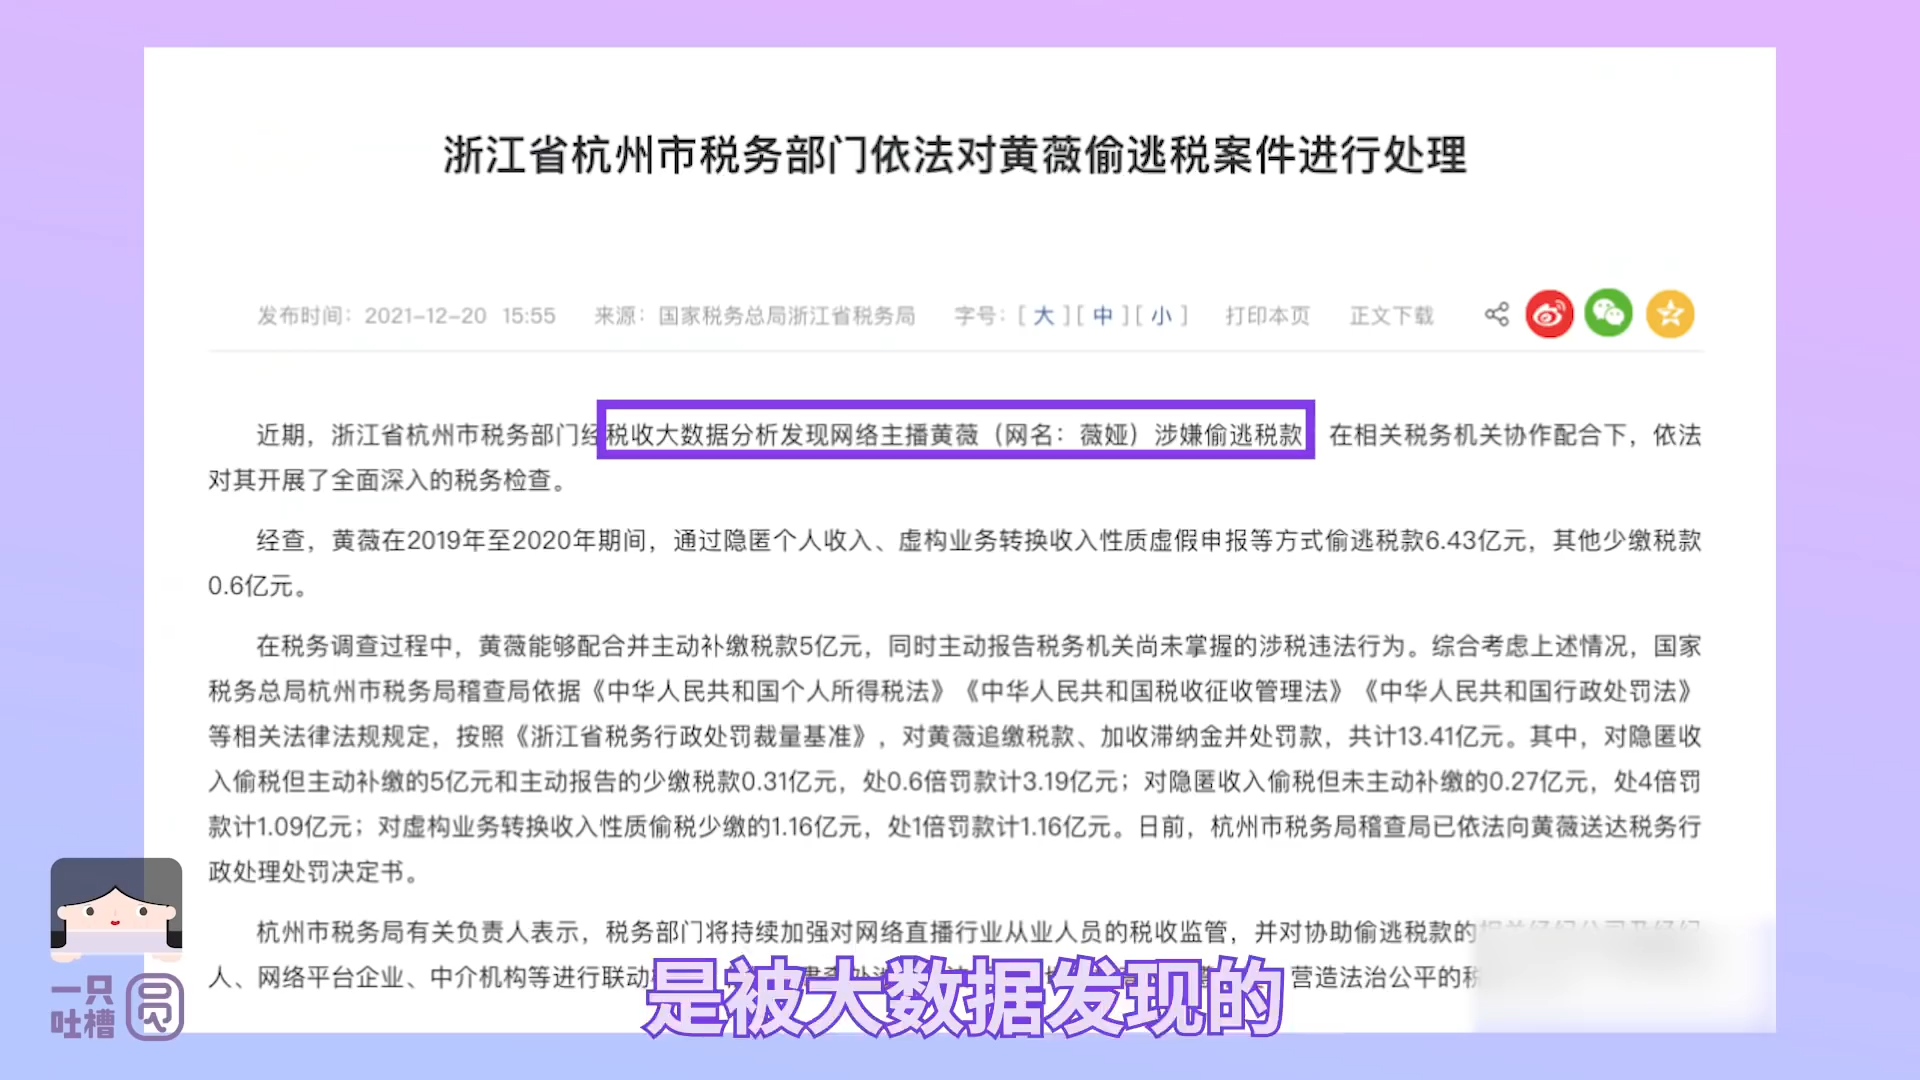 浙江省杭州市税务部门依法对黄薇偷逃税案件进行处理
发布时间：2021-12-20 15:55 来源：国家税务总局浙江省税务局 字号：[ 大 ] [ 中 ] [ 小 ] 打印本页 正文下载
近期，浙江省杭州市税务部门经税收大数据分析发现网络主播黄薇（网名：薇娅）涉嫌偷逃税款 在相关税务机关协作配合下，依法
对其开展了全面深入的税务检查。
经查，黄薇在2019年至2020年期间，通过隐匿个人收入、虚构业务转换收入性质虚假申报等方式偷逃税款6.43亿元，其他少缴税款
0.6亿元。
在税务调查过程中，黄薇能够配合并主动补缴税款5亿元，同时主动报告税务机关尚未掌握的涉税违法行为。综合考虑上述情况，国家
税务总局杭州市税务局稽查局依据《中华人民共和国个人所得税法》《中华人民共和国税收征收管理法》《中华人民共和国行政处罚法》
等相关法律法规规定，按照《浙江省税务行政处罚裁量基准》，对黄薇追缴税款、加收滞纳金并处罚款，共计13.41亿元。其中，对隐匿收
入偷税但主动补缴的5亿元和主动报告的少缴税款0.31亿元，处0.6倍罚款计3.19亿元；对隐匿收入偷税但未主动补缴的0.27亿元，处4倍罚
款计1.09亿元；对虚构业务转换收入性质偷税少缴的1.16亿元，处1倍罚款计1.16亿元。日前，杭州市税务局稽查局已依法向黄薇送达税务行
政处理处罚决定书。
杭州市税务局有关负责人表示，税务部门将持续加强对网络直播行业从业人员的税收监管，并对协助偷逃税款的
人、网络平台企业、中介机构等进行联动 营造法治公平的税
是被大数据发现的
一只
吐槽